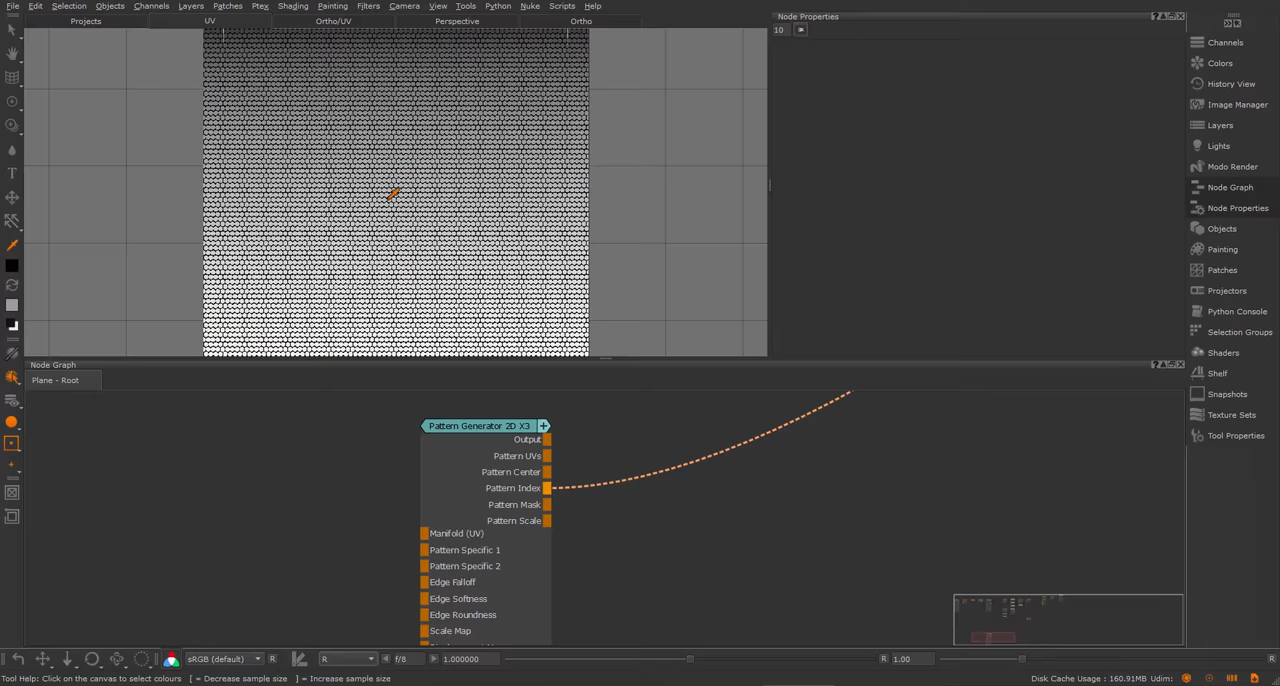 File Edit Selection Objects Channels Layers Patches Ptex Shading Painting Filters Camera View Tools Python Nuke Scripts Help
Projects UV Ortho/UV Perspective Ortho
Node Properties
10
Channels
Colors
History View
Image Manager
Layers
Lights
Modo Render
Node Graph
Node Properties
Objects
Painting
Patches
Projectors
Python Console
Selection Groups
Shaders
Shelf
Snapshots
Texture Sets
Tool Properties
Node Graph
Plane - Root
Pattern Generator 2D X3 +
Output
Pattern UVs
Pattern Center
Pattern Index
Pattern Mask
Pattern Scale
Manifold (UV)
Pattern Specific 1
Pattern Specific 2
Edge Falloff
Edge Softness
Edge Roundness
Scale Map
sRGB (default) R R f/8 1.000000 R 1.00 R
Tool Help: Click on the canvas to select colours [ = Decrease sample size ] = Increase sample size Disk Cache Usage : 160.91MB Udim: